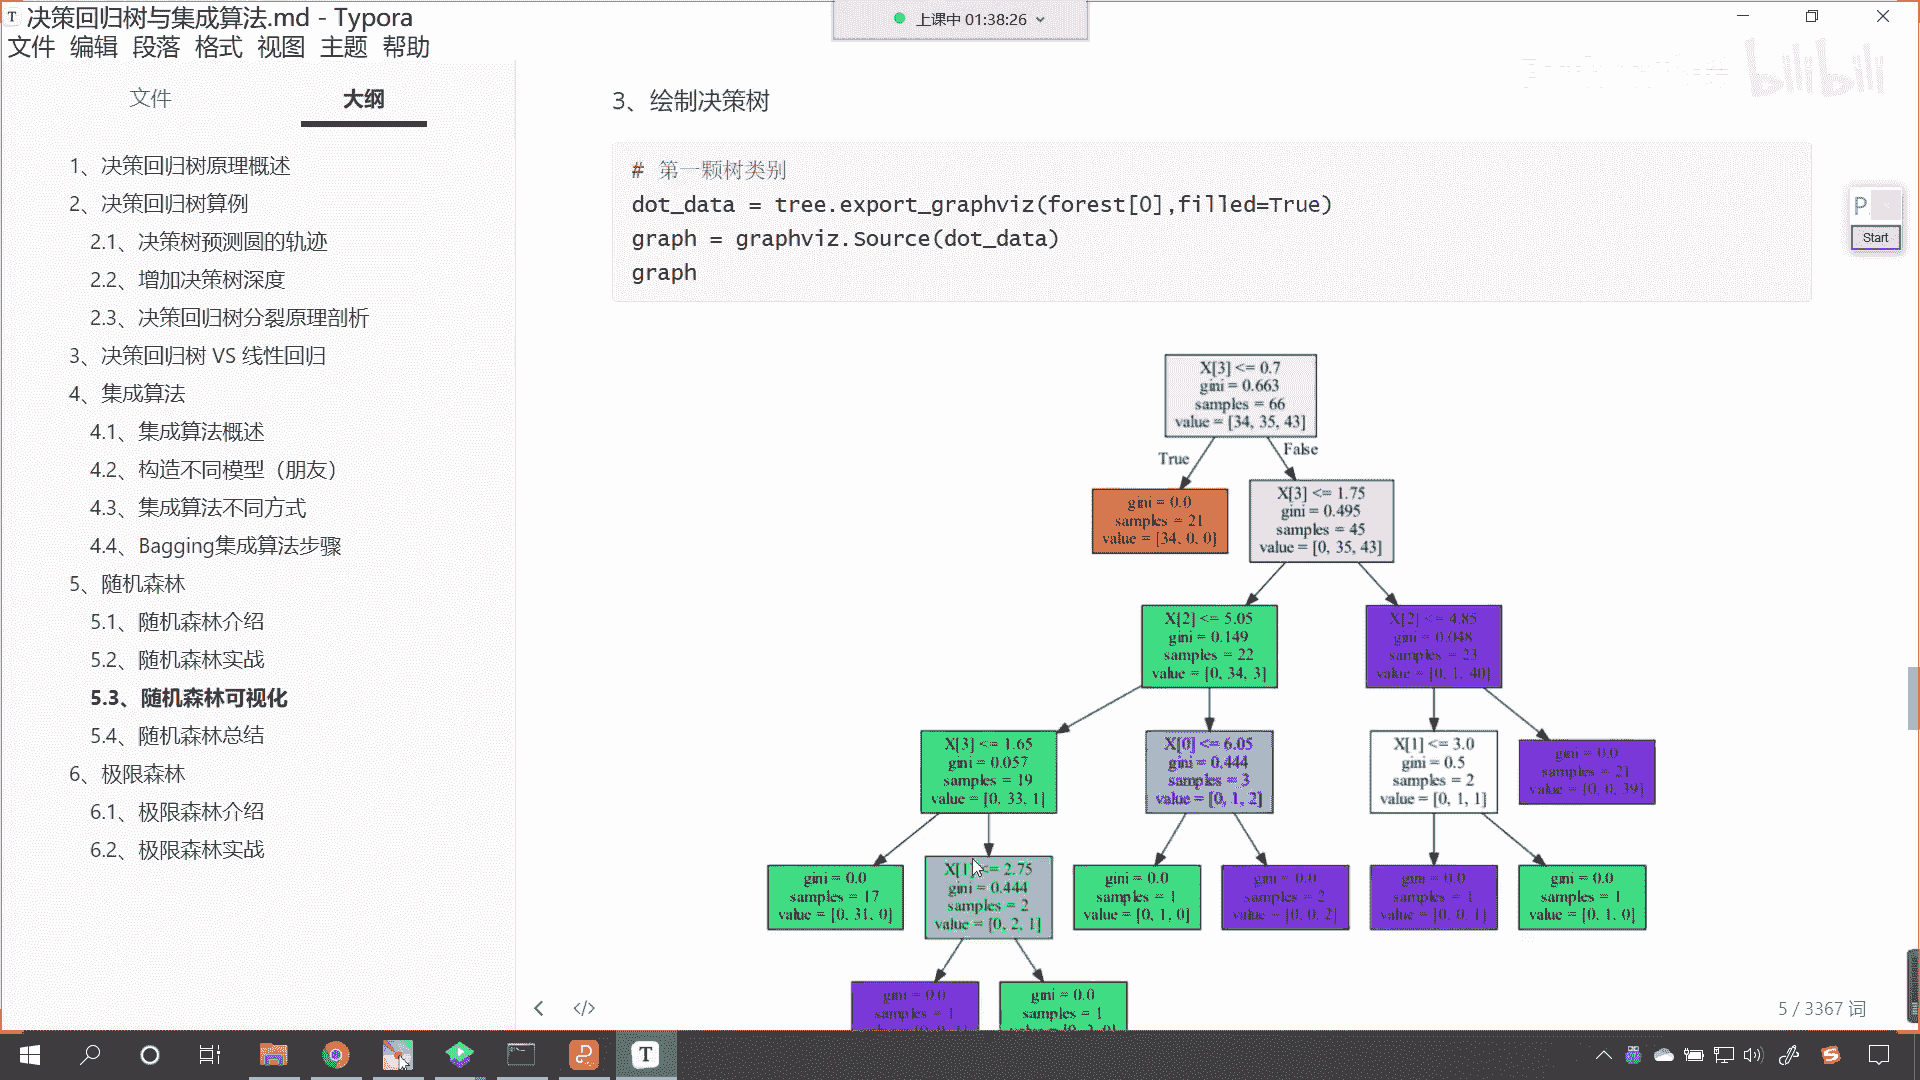 决策回归树与集成算法.md - Typora
上课中 01:38:26
文件 编辑 段落 格式 视图 主题 帮助
bilibili
文件
大纲
1、决策回归树原理概述
2、决策回归树算例
2.1、决策树预测圆的轨迹
2.2、增加决策树深度
2.3、决策回归树分裂原理剖析
3、决策回归树 VS 线性回归
4、集成算法
4.1、集成算法概述
4.2、构造不同模型（朋友）
4.3、集成算法不同方式
4.4、Bagging集成算法步骤
5、随机森林
5.1、随机森林介绍
5.2、随机森林实战
5.3、随机森林可视化
5.4、随机森林总结
6、极限森林
6.1、极限森林介绍
6.2、极限森林实战
3、绘制决策树
# 第一颗树类别
dot_data = tree.export_graphviz(forest[0],filled=True)
graph = graphviz.Source(dot_data)
graph
P
Start
X[3] <= 0.7
gini = 0.663
samples = 66
value = [34, 35, 43]
True
False
gini = 0.0
samples = 21
value = [34, 0, 0]
X[3] <= 1.75
gini = 0.495
samples = 45
value = [0, 35, 43]
X[2] <= 5.05
gini = 0.149
samples = 22
value = [0, 34, 3]
X[2] <= 4.85
gini = 0.048
samples = 23
value = [0, 1, 40]
X[3] <= 1.65
gini = 0.057
samples = 19
value = [0, 33, 1]
X[0] <= 6.05
gini = 0.444
samples = 3
value = [0, 1, 2]
X[1] <= 3.0
gini = 0.5
samples = 2
value = [0, 1, 1]
gini = 0.0
samples = 21
value = [0, 0, 39]
gini = 0.0
samples = 17
value = [0, 31, 0]
X[1] <= 2.75
gini = 0.444
samples = 2
value = [0, 2, 1]
gini = 0.0
samples = 1
value = [0, 1, 0]
gini = 0.0
samples = 2
value = [0, 0, 2]
gini = 0.0
samples = 1
value = [0, 0, 1]
gini = 0.0
samples = 1
value = [0, 1, 0]
gini = 0.0
samples = 1
gini = 0.0
samples = 1
5 / 3367 词